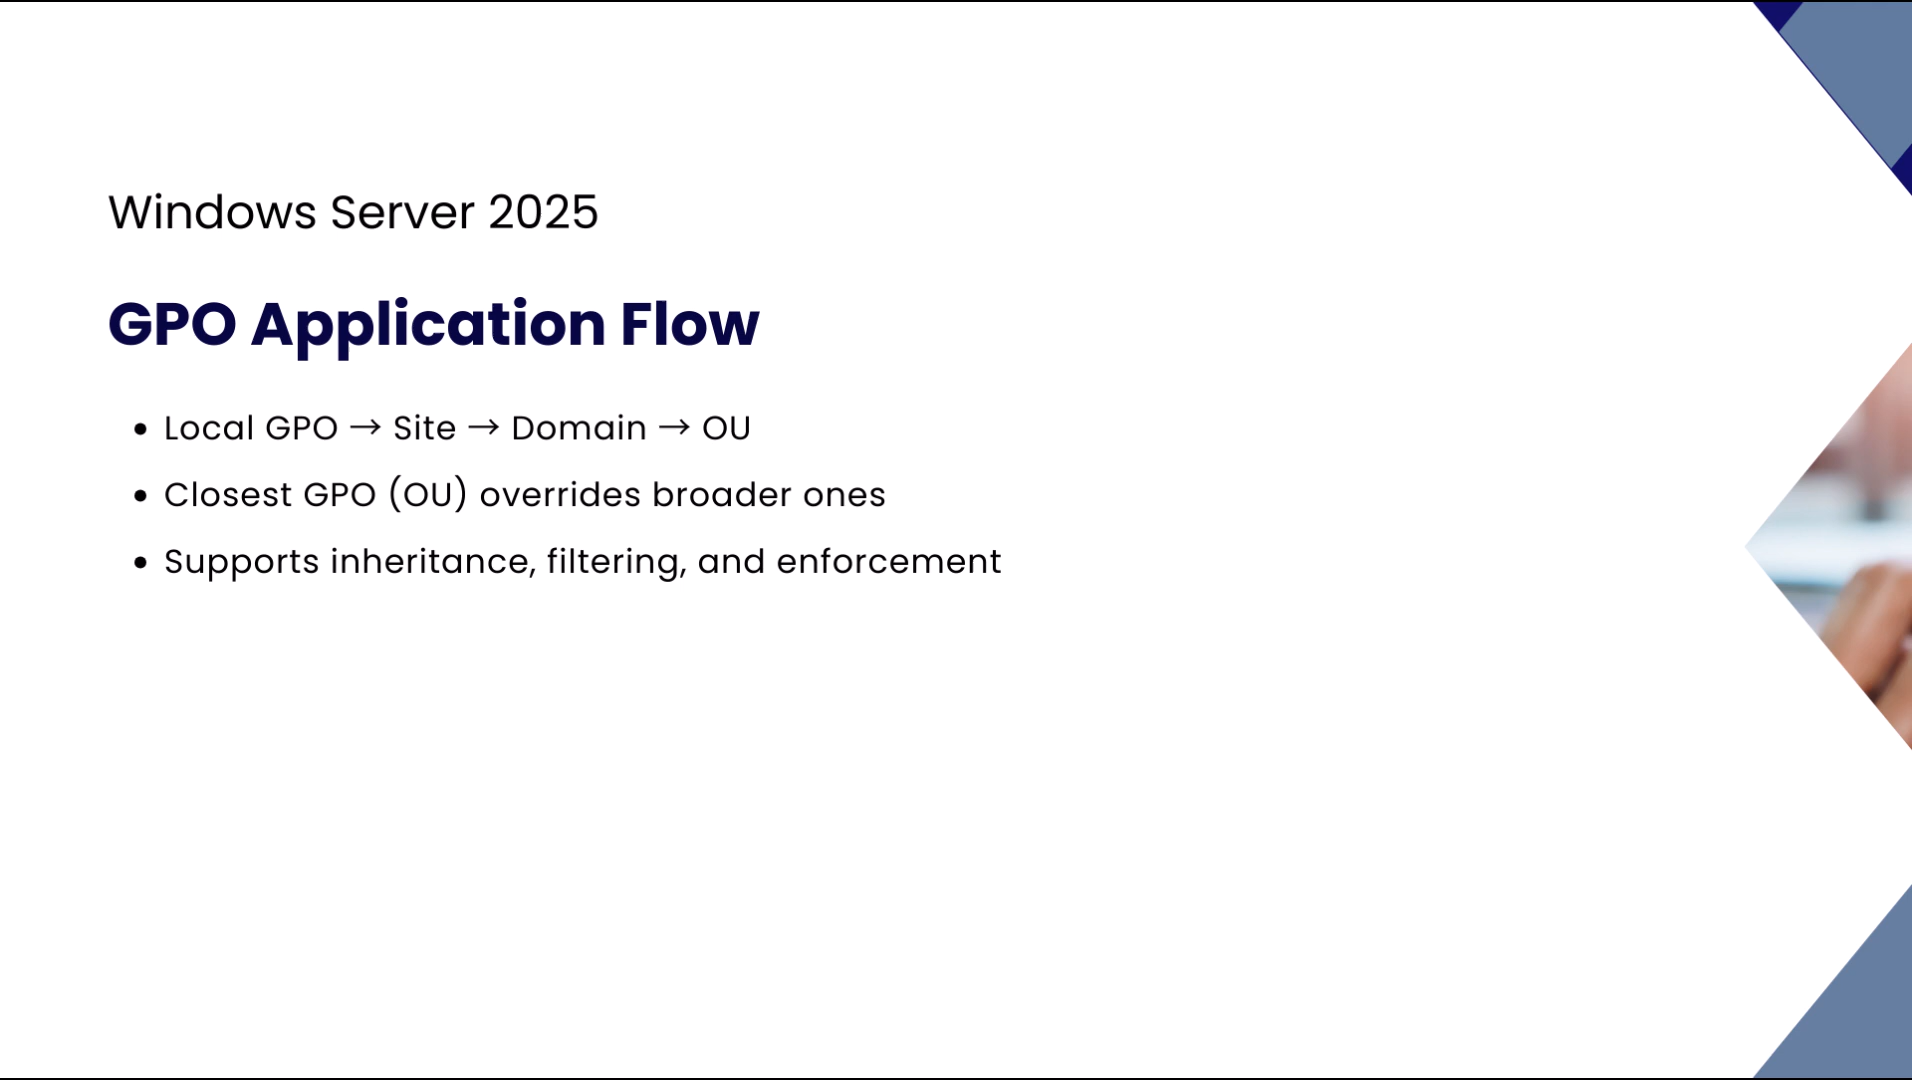 Windows Server 2025
GPO Application Flow
• Local GPO → Site → Domain → OU
• Closest GPO (OU) overrides broader ones
• Supports inheritance, filtering, and enforcement